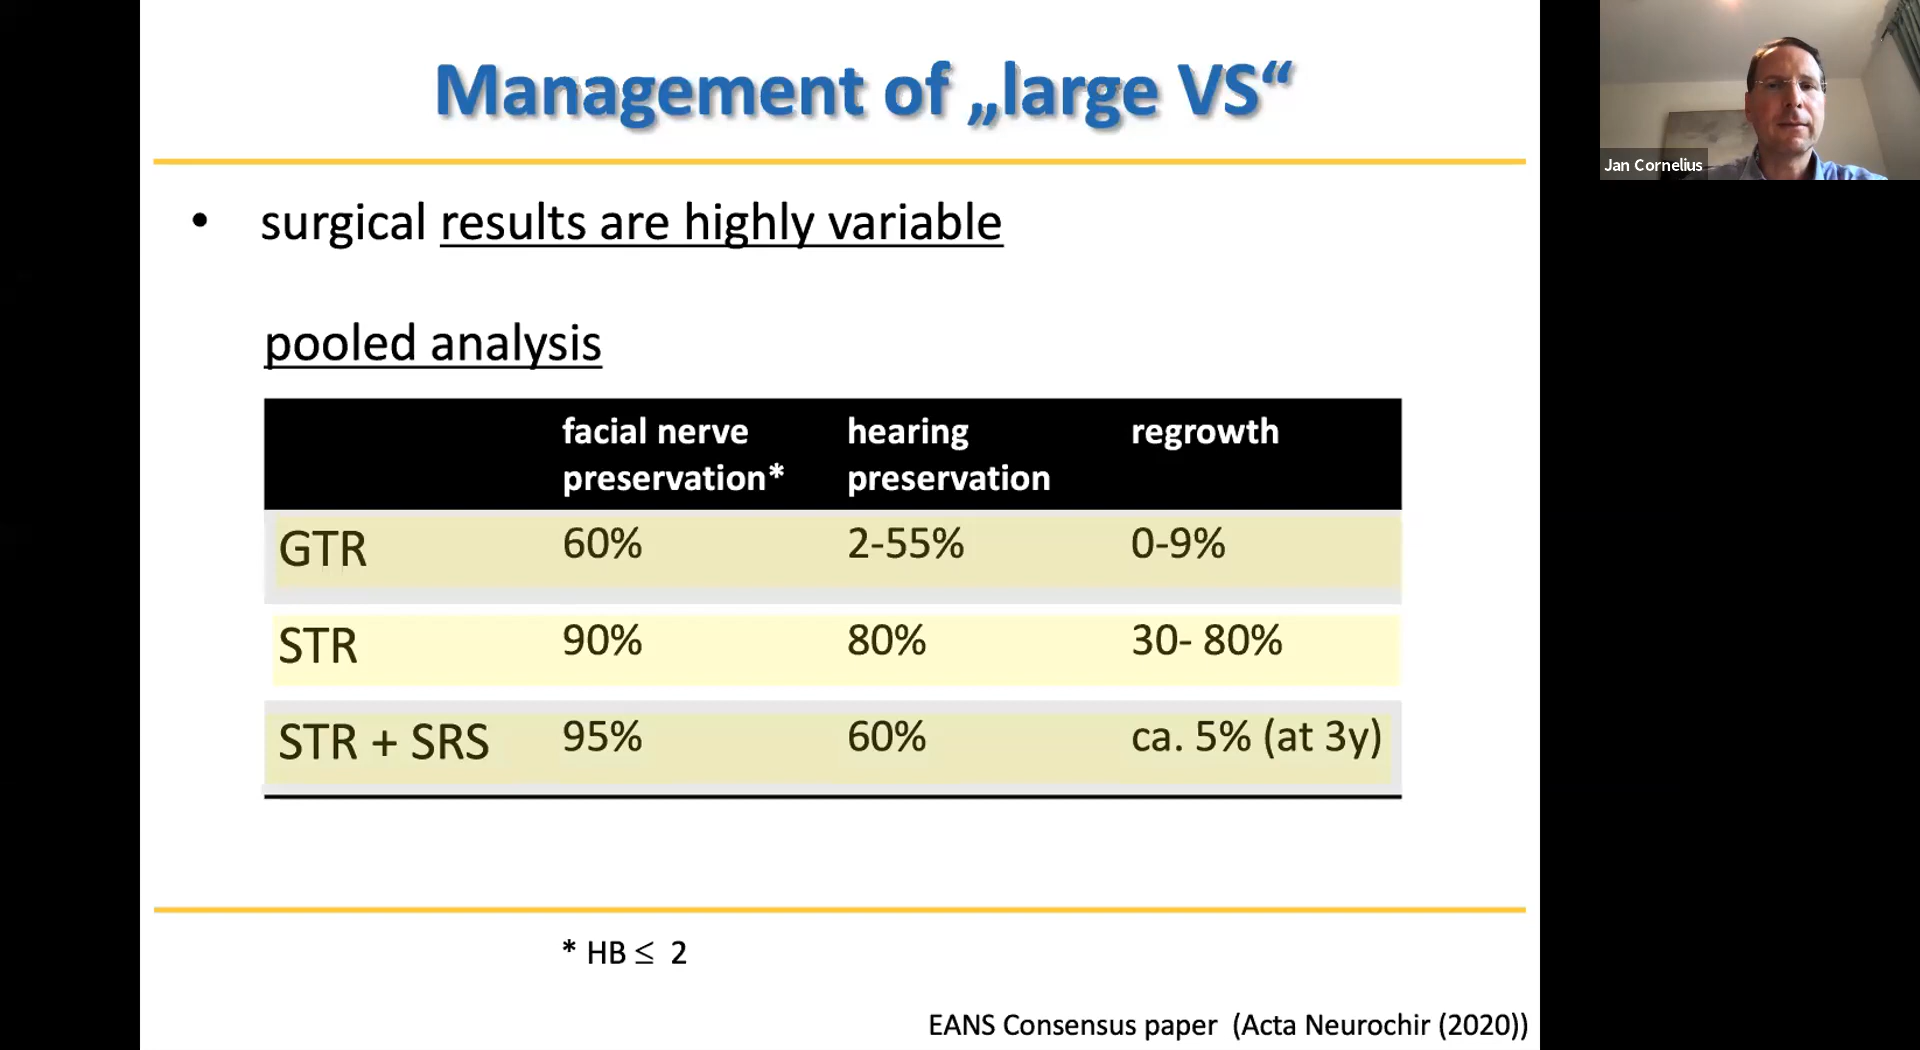 Management of „large VS“
Jan Cornelius
• surgical results are highly variable
pooled analysis
facial nerve preservation* hearing preservation regrowth
GTR 60% 2-55% 0-9%
STR 90% 80% 30- 80%
STR + SRS 95% 60% ca. 5% (at 3y)
* HB ≤ 2
EANS Consensus paper (Acta Neurochir (2020))